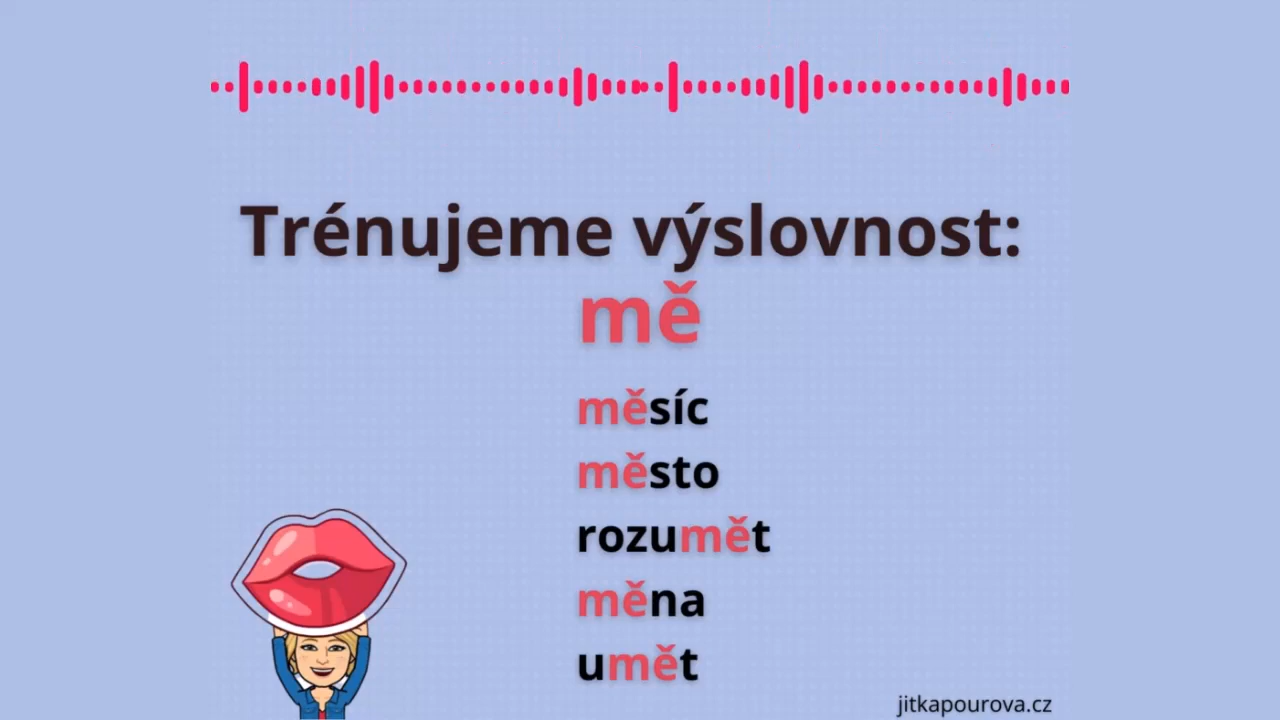 Trénujeme výslovnost:
mě
měsíc
město
rozumět
měna
umět
jitkapourova.cz